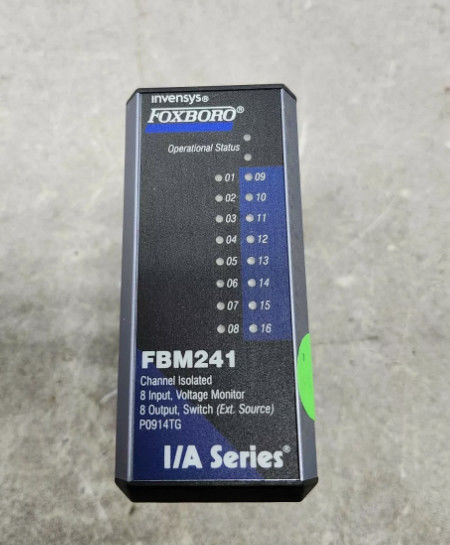 invensys®
FOXBORO®
Operational Status
01 09
02 10
03 11
04 12
05 13
06 14
07 15
08 16
FBM241
Channel Isolated
8 Input, Voltage Monitor
8 Output, Switch (Ext. Source)
P0914TG
I/A Series®